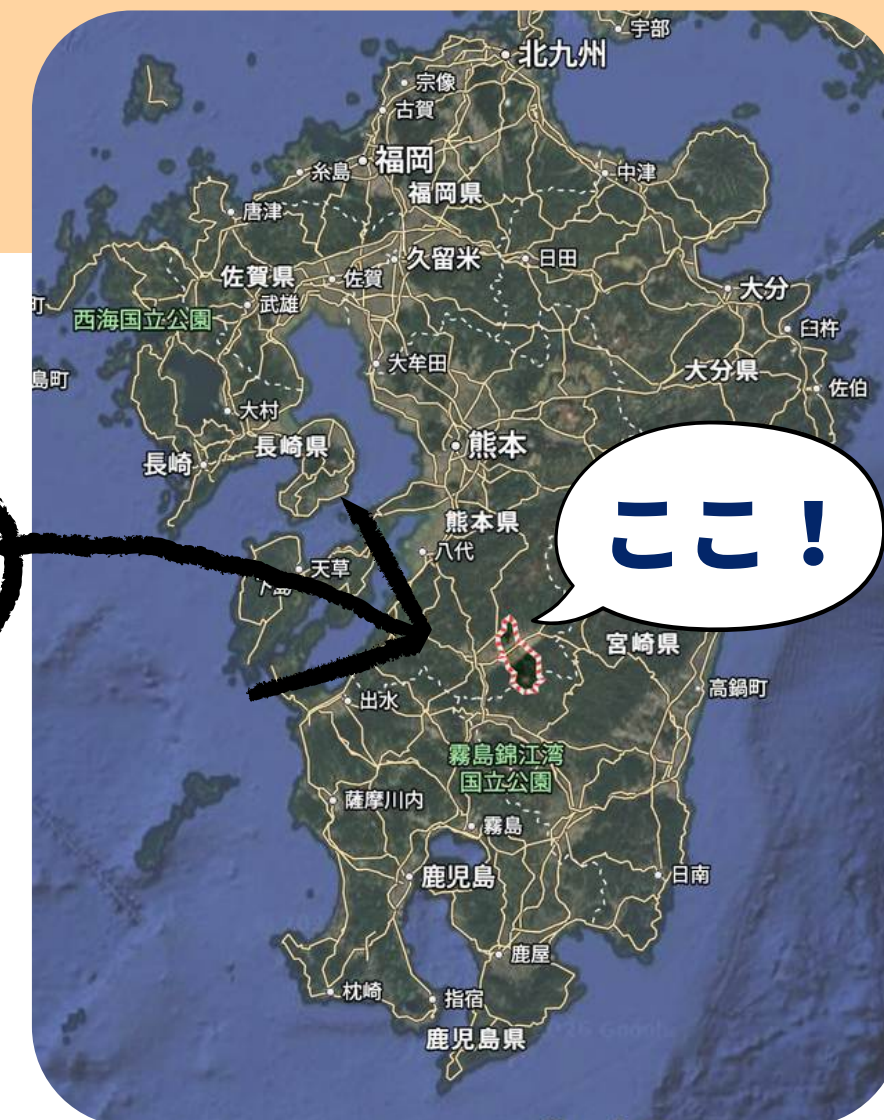 宇部
北九州
宗像
古賀
福岡
糸島
中津
福岡県
唐津
久留米
日田
佐賀県
佐賀
大分
武雄
町
西海国立公園
臼杵
大牟田
大分県
島町
佐伯
大村
長崎県
熊本
長崎
ここ！
熊本県
八代
天草
下島
宮崎県
高鍋町
出水
霧島錦江湾
国立公園
薩摩川内
霧島
鹿児島
日南
鹿屋
枕崎
指宿
鹿児島県